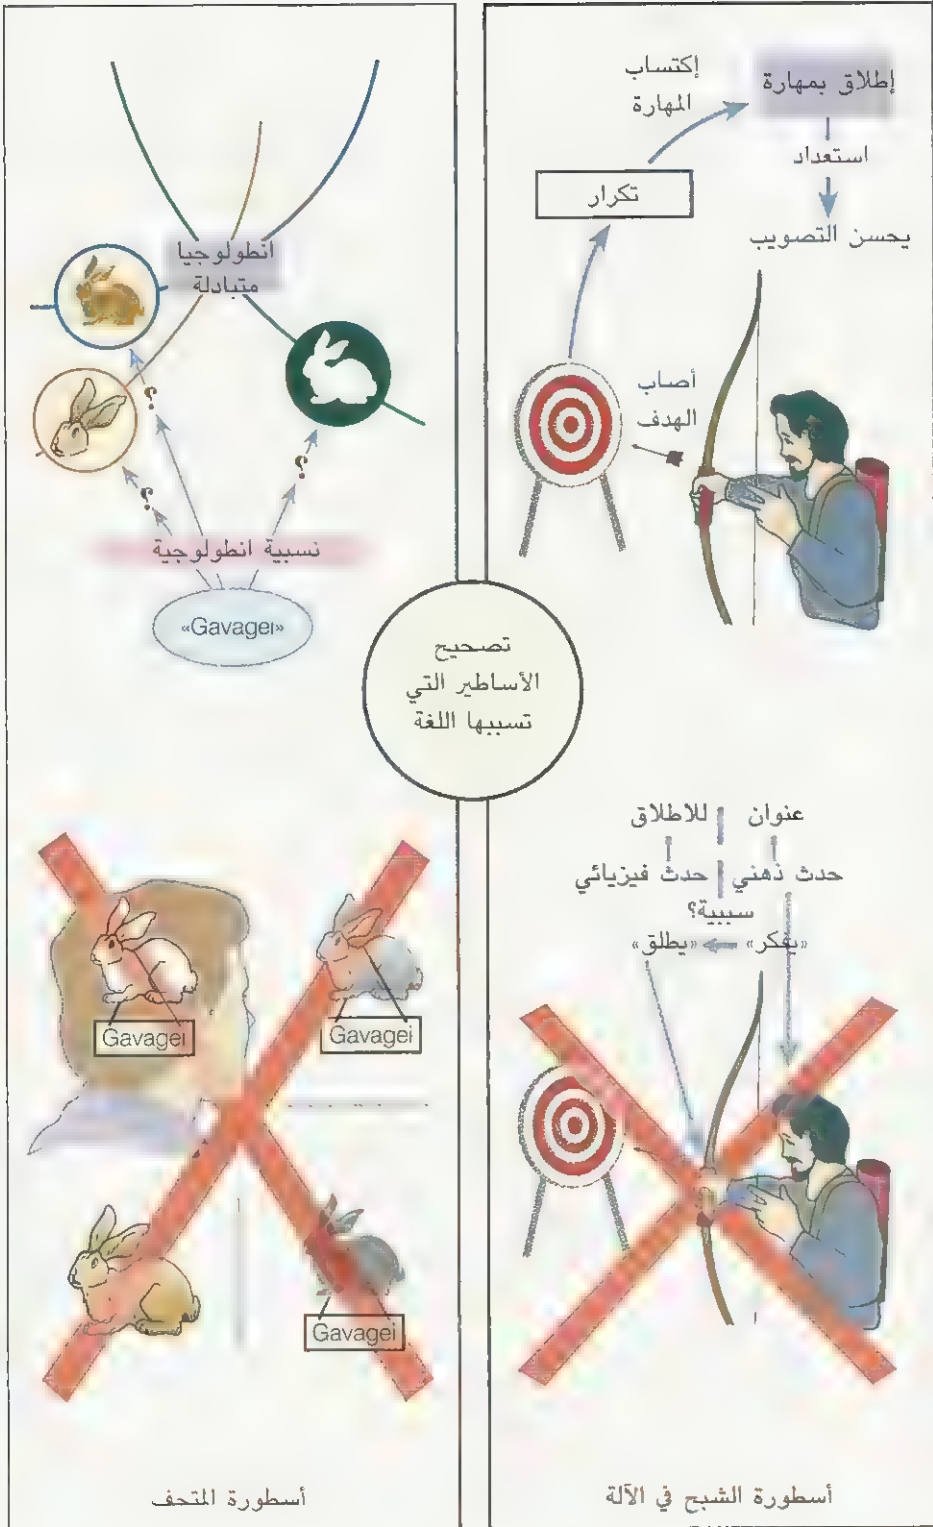 إكتساب
المهارة
إطلاق بمهارة
استعداد
يحسن التصويب
تكرار
أصاب
الهدف
انطولوجيا
متبادلة
؟
؟
؟
نسبية انطولوجية
«Gavagei»
تصحيح
الأساطير التي
تسببها اللغة
عنوان
للاطلاق
حدث ذهني
حدث فيزيائي
سببية؟
«يفكر»
«يطلق»
Gavagei
Gavagei
Gavagei
أسطورة الشبح في الآلة
أسطورة المتحف